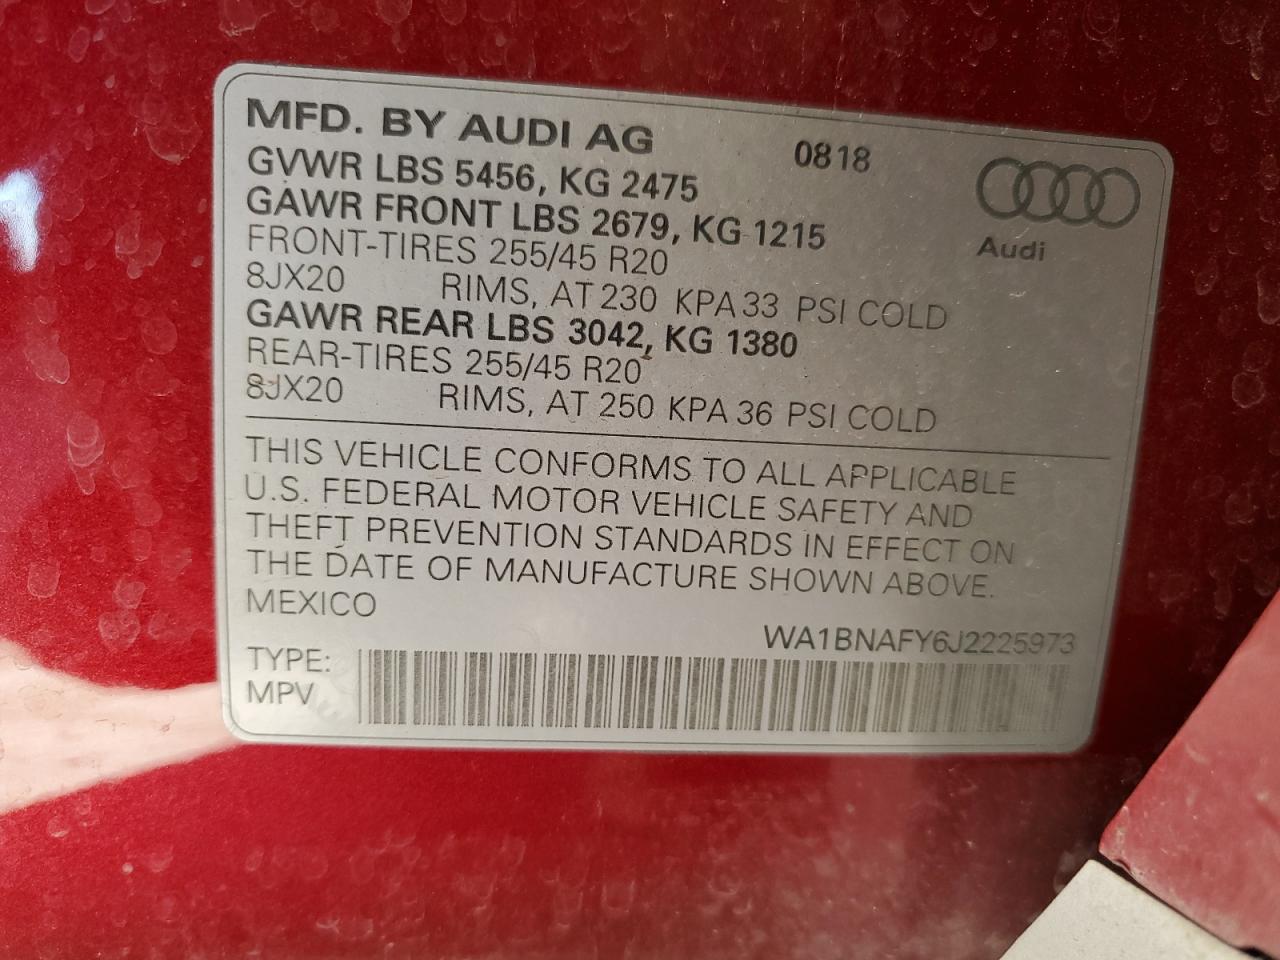 MFD. BY AUDI AG 0818
GVWR LBS 5456, KG 2475
GAWR FRONT LBS 2679, KG 1215
Audi
FRONT-TIRES 255/45 R20
8JX20 RIMS, AT 230 KPA 33 PSI COLD
GAWR REAR LBS 3042, KG 1380
REAR-TIRES 255/45 R20
8JX20 RIMS, AT 250 KPA 36 PSI COLD
THIS VEHICLE CONFORMS TO ALL APPLICABLE
U.S. FEDERAL MOTOR VEHICLE SAFETY AND
THEFT PREVENTION STANDARDS IN EFFECT ON
THE DATE OF MANUFACTURE SHOWN ABOVE.
MEXICO
WA1BNAFY6J2225973
TYPE:
MPV